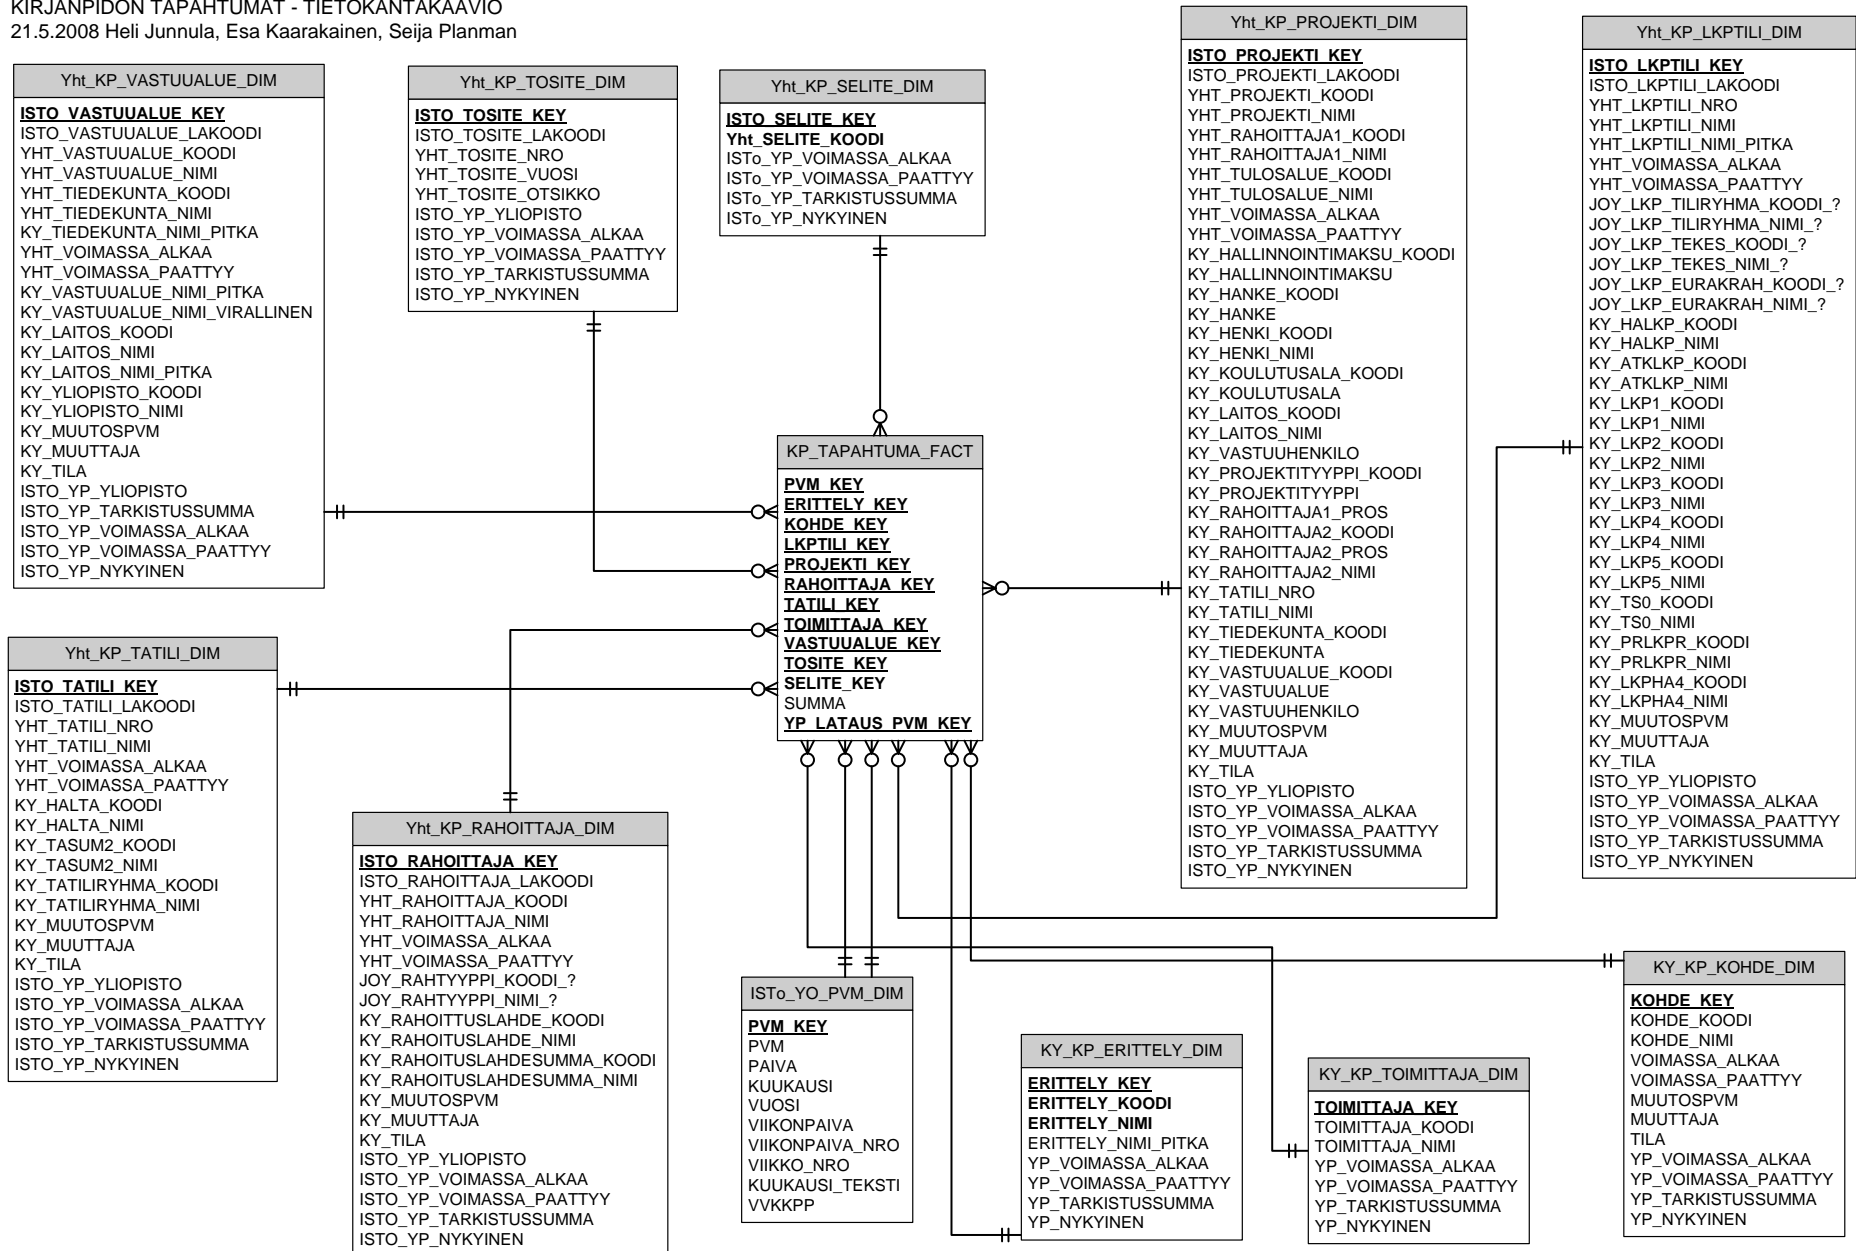 KIRJANPIDON TAPAHTUMAT - TIETOKANTAKAAVIO
21.5.2008 Heli Junnula, Esa Kaarakainen, Seija Planman
Yht_KP_VASTUUALUE_DIM
ISTO_VASTUUALUE_KEY
ISTO_VASTUUALUE_LAKOODI
YHT_VASTUUALUE_KOODI
YHT_VASTUUALUE_NIMI
YHT_TIEDEKUNTA_KOODI
YHT_TIEDEKUNTA_NIMI
KY_TIEDEKUNTA_NIMI_PITKA
YHT_VOIMASSA_ALKAA
YHT_VOIMASSA_PAATTYY
KY_VASTUUALUE_NIMI_PITKA
KY_VASTUUALUE_NIMI_VIRALLINEN
KY_LAITOS_KOODI
KY_LAITOS_NIMI
KY_LAITOS_NIMI_PITKA
KY_YLIOPISTO_KOODI
KY_YLIOPISTO_NIMI
KY_MUUTOSPVM
KY_MUUTTAJA
KY_TILA
ISTO_YP_YLIOPISTO
ISTO_YP_TARKISTUSSUMMA
ISTO_YP_VOIMASSA_ALKAA
ISTO_YP_VOIMASSA_PAATTYY
ISTO_YP_NYKYINEN
Yht_KP_TOSITE_DIM
ISTO_TOSITE_KEY
ISTO_TOSITE_LAKOODI
YHT_TOSITE_NRO
YHT_TOSITE_VUOSI
YHT_TOSITE_OTSIKKO
ISTO_YP_YLIOPISTO
ISTO_YP_VOIMASSA_ALKAA
ISTO_YP_VOIMASSA_PAATTYY
ISTO_YP_TARKISTUSSUMMA
ISTO_YP_NYKYINEN
Yht_KP_SELITE_DIM
ISTO_SELITE_KEY
Yht_SELITE_KOODI
ISTo_YP_VOIMASSA_ALKAA
ISTo_YP_VOIMASSA_PAATTYY
ISTo_YP_TARKISTUSSUMMA
ISTo_YP_NYKYINEN
Yht_KP_PROJEKTI_DIM
ISTO_PROJEKTI_KEY
ISTO_PROJEKTI_LAKOODI
YHT_PROJEKTI_KOODI
YHT_PROJEKTI_NIMI
YHT_RAHOITTAJA1_KOODI
YHT_RAHOITTAJA1_NIMI
YHT_TULOSALUE_KOODI
YHT_TULOSALUE_NIMI
YHT_VOIMASSA_ALKAA
YHT_VOIMASSA_PAATTYY
KY_HALLINNOINTIMAKSU_KOODI
KY_HALLINNOINTIMAKSU
KY_HANKE_KOODI
KY_HANKE
KY_HENKI_KOODI
KY_HENKI_NIMI
KY_KOULUTUSALA_KOODI
KY_KOULUTUSALA
KY_LAITOS_KOODI
KY_LAITOS_NIMI
KY_VASTUUHENKILO
KY_PROJEKTITYYPPI_KOODI
KY_PROJEKTITYYPPI
KY_RAHOITTAJA1_PROS
KY_RAHOITTAJA2_KOODI
KY_RAHOITTAJA2_PROS
KY_RAHOITTAJA2_NIMI
KY_TATILI_NRO
KY_TATILI_NIMI
KY_TIEDEKUNTA_KOODI
KY_TIEDEKUNTA
KY_VASTUUALUE_KOODI
KY_VASTUUALUE
KY_VASTUUHENKILO
KY_MUUTOSPVM
KY_MUUTTAJA
KY_TILA
ISTO_YP_YLIOPISTO
ISTO_YP_VOIMASSA_ALKAA
ISTO_YP_VOIMASSA_PAATTYY
ISTO_YP_TARKISTUSSUMMA
ISTO_YP_NYKYINEN
Yht_KP_LKPTILI_DIM
ISTO_LKPTILI_KEY
ISTO_LKPTILI_LAKOODI
YHT_LKPTILI_NRO
YHT_LKPTILI_NIMI
YHT_LKPTILI_NIMI_PITKA
YHT_VOIMASSA_ALKAA
YHT_VOIMASSA_PAATTYY
JOY_LKP_TILIRYHMA_KOODI_?
JOY_LKP_TILIRYHMA_NIMI_?
JOY_LKP_TEKES_KOODI_?
JOY_LKP_TEKES_NIMI_?
JOY_LKP_EURAKRAH_KOODI_?
JOY_LKP_EURAKRAH_NIMI_?
KY_HALKP_KOODI
KY_HALKP_NIMI
KY_ATKLKP_KOODI
KY_ATKLKP_NIMI
KY_LKP1_KOODI
KY_LKP1_NIMI
KY_LKP2_KOODI
KY_LKP2_NIMI
KY_LKP3_KOODI
KY_LKP3_NIMI
KY_LKP4_KOODI
KY_LKP4_NIMI
KY_LKP5_KOODI
KY_LKP5_NIMI
KY_TS0_KOODI
KY_TS0_NIMI
KY_PRLKPR_KOODI
KY_PRLKPR_NIMI
KY_LKPHA4_KOODI
KY_LKPHA4_NIMI
KY_MUUTOSPVM
KY_MUUTTAJA
KY_TILA
ISTO_YP_YLIOPISTO
ISTO_YP_VOIMASSA_ALKAA
ISTO_YP_VOIMASSA_PAATTYY
ISTO_YP_TARKISTUSSUMMA
ISTO_YP_NYKYINEN
KP_TAPAHTUMA_FACT
PVM_KEY
ERITTELY_KEY
KOHDE_KEY
LKPTILI_KEY
PROJEKTI_KEY
RAHOITTAJA_KEY
TATILI_KEY
TOIMITTAJA_KEY
VASTUUALUE_KEY
TOSITE_KEY
SELITE_KEY
SUMMA
YP_LATAUS_PVM_KEY
Yht_KP_TATILI_DIM
ISTO_TATILI_KEY
ISTO_TATILI_LAKOODI
YHT_TATILI_NRO
YHT_TATILI_NIMI
YHT_VOIMASSA_ALKAA
YHT_VOIMASSA_PAATTYY
KY_HALTA_KOODI
KY_HALTA_NIMI
KY_TASUM2_KOODI
KY_TASUM2_NIMI
KY_TATILIRYHMA_KOODI
KY_TATILIRYHMA_NIMI
KY_MUUTOSPVM
KY_MUUTTAJA
KY_TILA
ISTO_YP_YLIOPISTO
ISTO_YP_VOIMASSA_ALKAA
ISTO_YP_VOIMASSA_PAATTYY
ISTO_YP_TARKISTUSSUMMA
ISTO_YP_NYKYINEN
Yht_KP_RAHOITTAJA_DIM
ISTO_RAHOITTAJA_KEY
ISTO_RAHOITTAJA_LAKOODI
YHT_RAHOITTAJA_KOODI
YHT_RAHOITTAJA_NIMI
YHT_VOIMASSA_ALKAA
YHT_VOIMASSA_PAATTYY
JOY_RAHTYYPPI_KOODI_?
JOY_RAHTYYPPI_NIMI_?
KY_RAHOITTUSLAHDE_KOODI
KY_RAHOITUSLAHDE_NIMI
KY_RAHOITUSLAHDESUMMA_KOODI
KY_RAHOITUSLAHDESUMMA_NIMI
KY_MUUTOSPVM
KY_MUUTTAJA
KY_TILA
ISTO_YP_YLIOPISTO
ISTO_YP_VOIMASSA_ALKAA
ISTO_YP_VOIMASSA_PAATTYY
ISTO_YP_TARKISTUSSUMMA
ISTO_YP_NYKYINEN
ISTo_YO_PVM_DIM
PVM_KEY
PVM
PAIVA
KUUKAUSI
VUOSI
VIIKONPAIVA
VIIKONPAIVA_NRO
VIIKKO_NRO
KUUKAUSI_TEKSTI
VVKKPP
KY_KP_ERITTELY_DIM
ERITTELY_KEY
ERITTELY_KOODI
ERITTELY_NIMI
ERITTELY_NIMI_PITKA
YP_VOIMASSA_ALKAA
YP_VOIMASSA_PAATTYY
YP_TARKISTUSSUMMA
YP_NYKYINEN
KY_KP_TOIMITTAJA_DIM
TOIMITTAJA_KEY
TOIMITTAJA_KOODI
TOIMITTAJA_NIMI
YP_VOIMASSA_ALKAA
YP_VOIMASSA_PAATTYY
YP_TARKISTUSSUMMA
YP_NYKYINEN
KY_KP_KOHDE_DIM
KOHDE_KEY
KOHDE_KOODI
KOHDE_NIMI
VOIMASSA_ALKAA
VOIMASSA_PAATTYY
MUUTOSPVM
MUUTTAJA
TILA
YP_VOIMASSA_ALKAA
YP_VOIMASSA_PAATTYY
YP_TARKISTUSSUMMA
YP_NYKYINEN